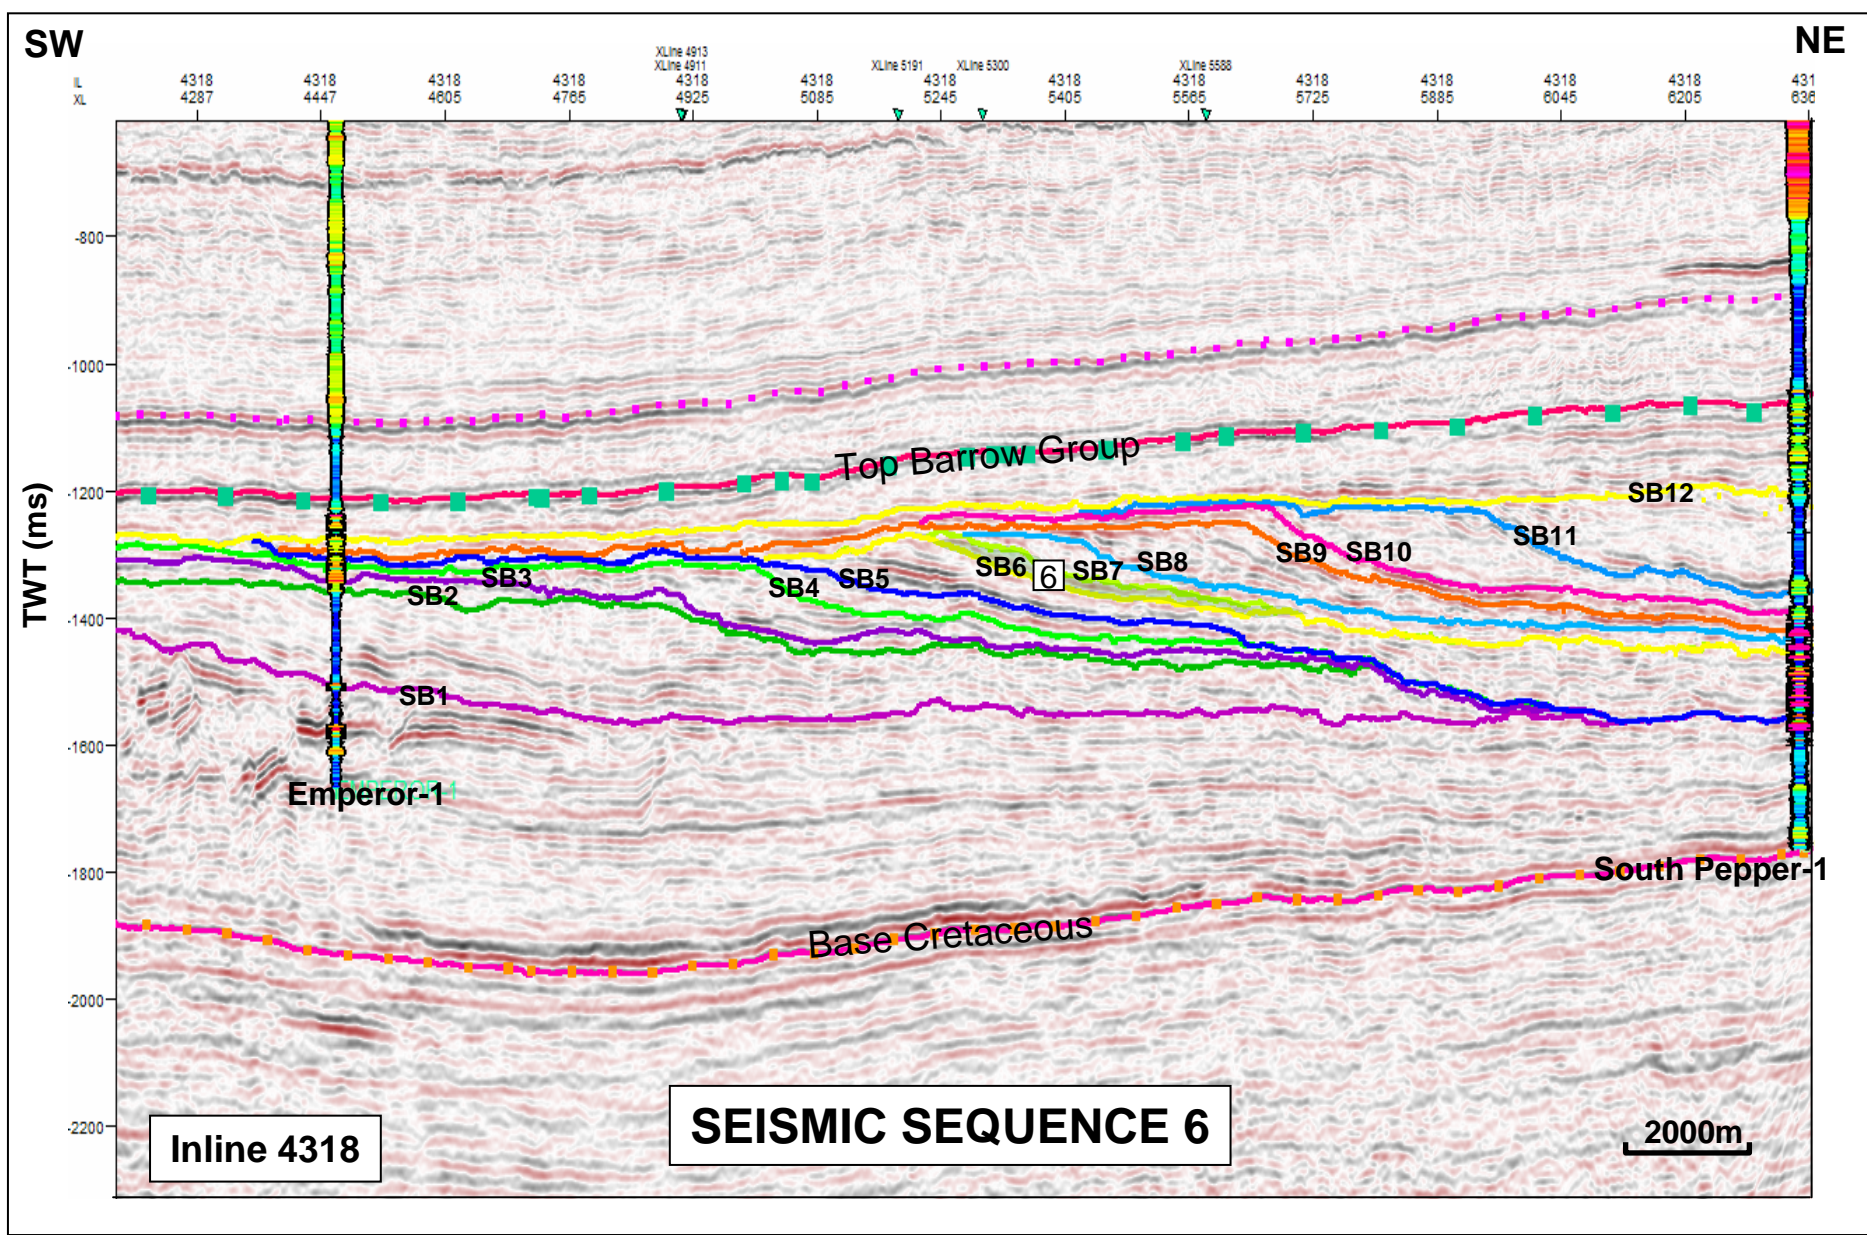 SW
NE
XLine 4913
XLine 4911 XLine 5191 XLine 5300 XLine 5588
IL 4318 4318 4318 4318 4318 4318 4318 4318 4318 4318 4318 4318 4318 431
XL 4287 4447 4605 4765 4925 5085 5245 5405 5565 5725 5885 6045 6205 636
TWT (ms)
-800
-1000
-1200
-1400
-1600
-1800
-2000
-2200
Top Barrow Group
SB12
SB11
SB10
SB9
SB8
SB7
6
SB6
SB5
SB4
SB3
SB2
SB1
Emperor-1
South Pepper-1
Base Cretaceous
SEISMIC SEQUENCE 6
Inline 4318
2000m